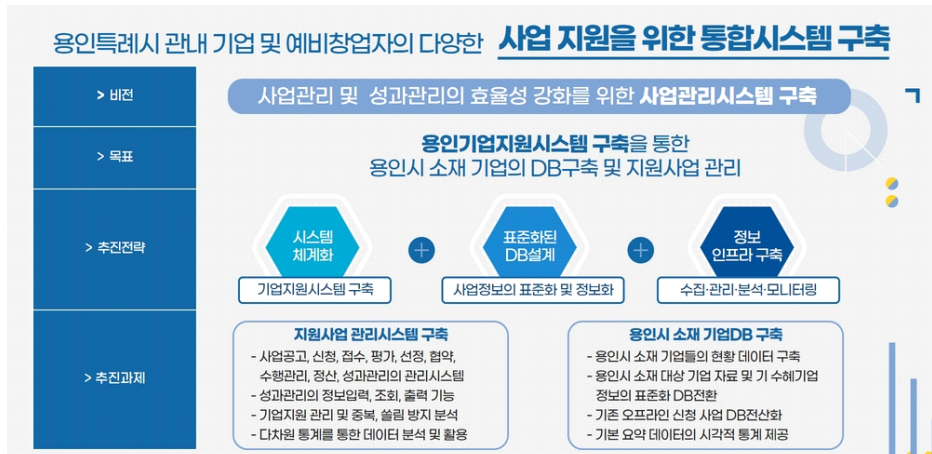 용인특례시 관내 기업 및 예비창업자의 다양한 사업 지원을 위한 통합시스템 구축
> 비전
사업관리 및 성과관리의 효율성 강화를 위한 사업관리시스템 구축
> 목표
용인기업지원시스템 구축을 통한
용인시 소재 기업의 DB구축 및 지원사업 관리
> 추진전략
시스템
체계화
기업지원시스템 구축
+
표준화된
DB설계
사업정보의 표준화 및 정보화
+
정보
인프라 구축
수집·관리·분석·모니터링
> 추진과제
지원사업 관리시스템 구축
- 사업공고, 신청, 접수, 평가, 선정, 협약,
수행관리, 정산, 성과관리의 관리시스템
- 성과관리의 정보입력, 조회, 출력 기능
- 기업지원 관리 및 중복, 쏠림 방지 분석
- 다차원 통계를 통한 데이터 분석 및 활용
용인시 소재 기업DB 구축
- 용인시 소재 기업들의 현황 데이터 구축
- 용인시 소재 대상 기업 자료 및 기 수혜기업
정보의 표준화 DB전환
- 기존 오프라인 신청 사업 DB전산화
- 기본 요약 데이터의 시각적 통계 제공